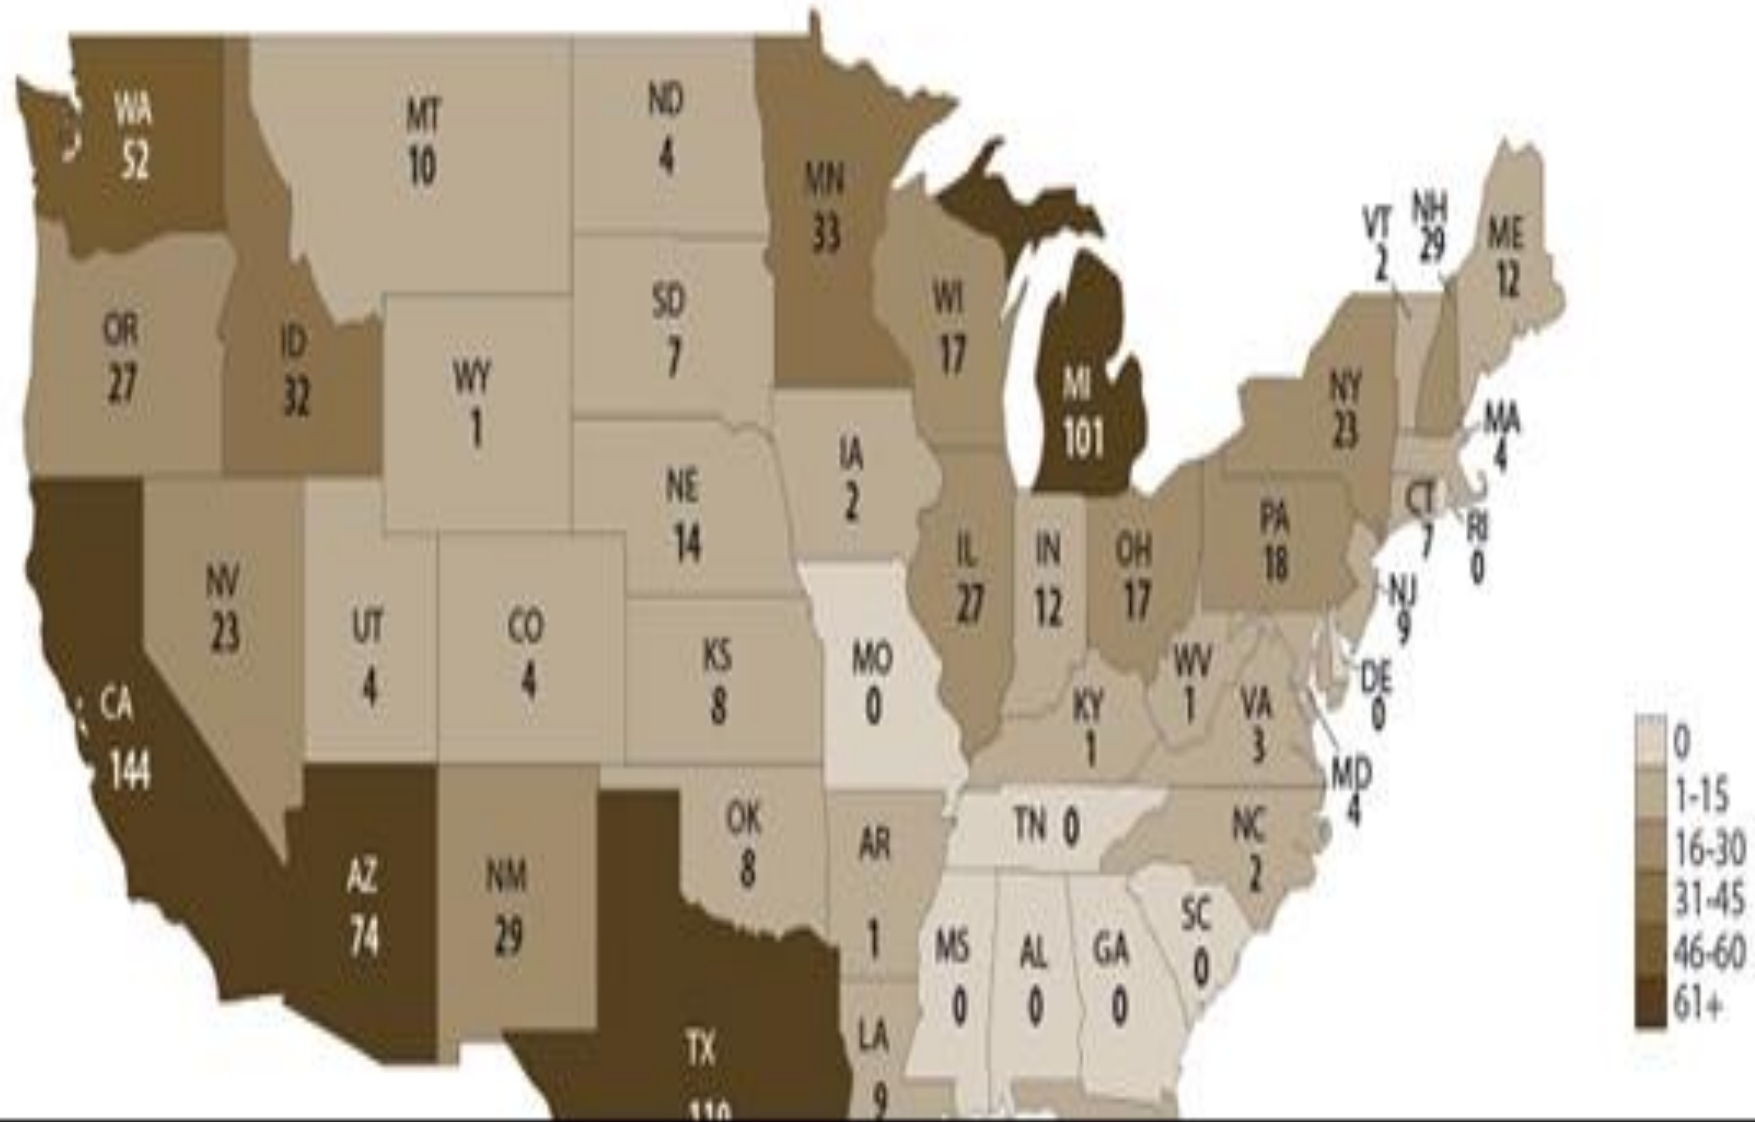 WA
52
MT
10
ND
4
MN
33
VT
2
NH
29
ME
12
OR
27
ID
32
WY
1
SD
7
WI
17
MI
101
NY
23
MA
4
IA
2
NE
14
CT
7
RI
0
PA
18
IL
27
IN
12
OH
17
NJ
9
NV
23
UT
4
CO
4
KS
8
MO
0
KY
1
WV
1
VA
3
DE
0
MD
4
CA
144
AZ
74
NM
29
OK
8
AR
1
TN 0
NC
2
MS
0
AL
0
GA
0
SC
0
TX
LA
9
0
1-15
16-30
31-45
46-60
61+